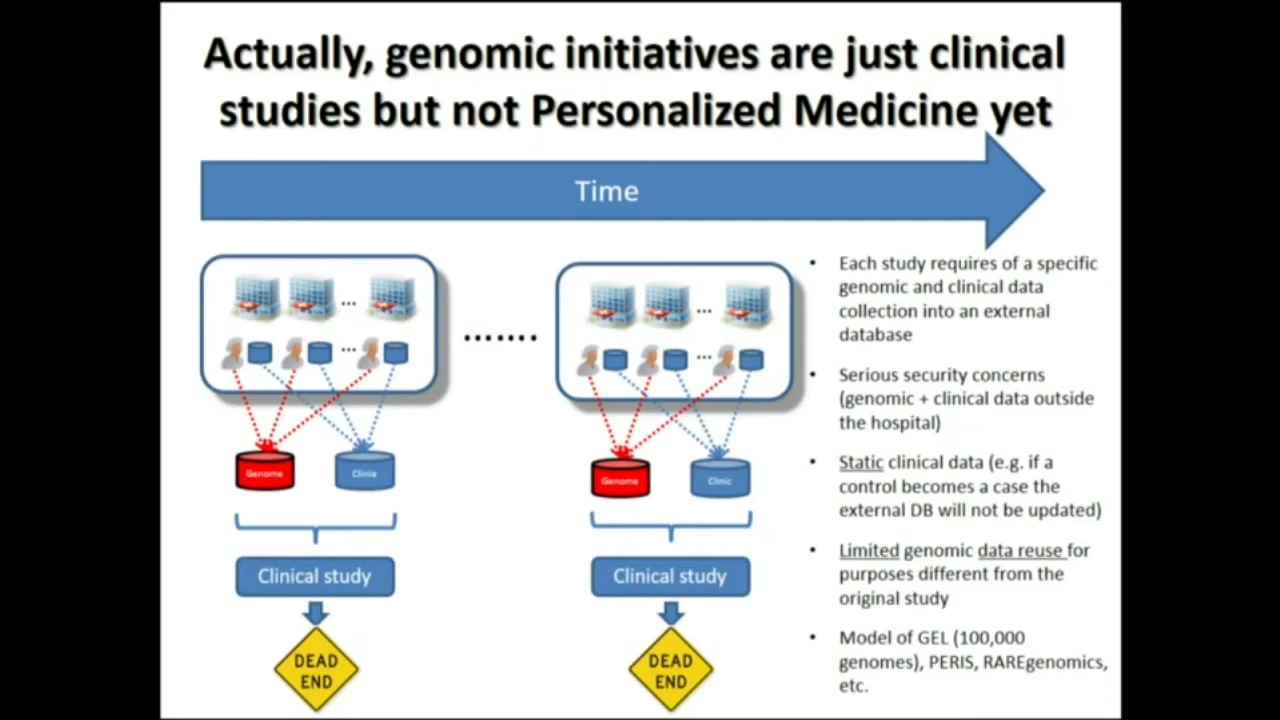 Actually, genomic initiatives are just clinical
studies but not Personalized Medicine yet
Time
...
...
.......
...
...
Genome
Clinia
Clinical study
DEAD
END
Genome
Clinic
Clinical study
DEAD
END
• Each study requires of a specific
genomic and clinical data
collection into an external
database
• Serious security concerns
(genomic + clinical data outside
the hospital)
• Static clinical data (e.g. if a
control becomes a case the
external DB will not be updated)
• Limited genomic data reuse for
purposes different from the
original study
• Model of GEL (100,000
genomes), PERIS, RAREgenomics,
etc.